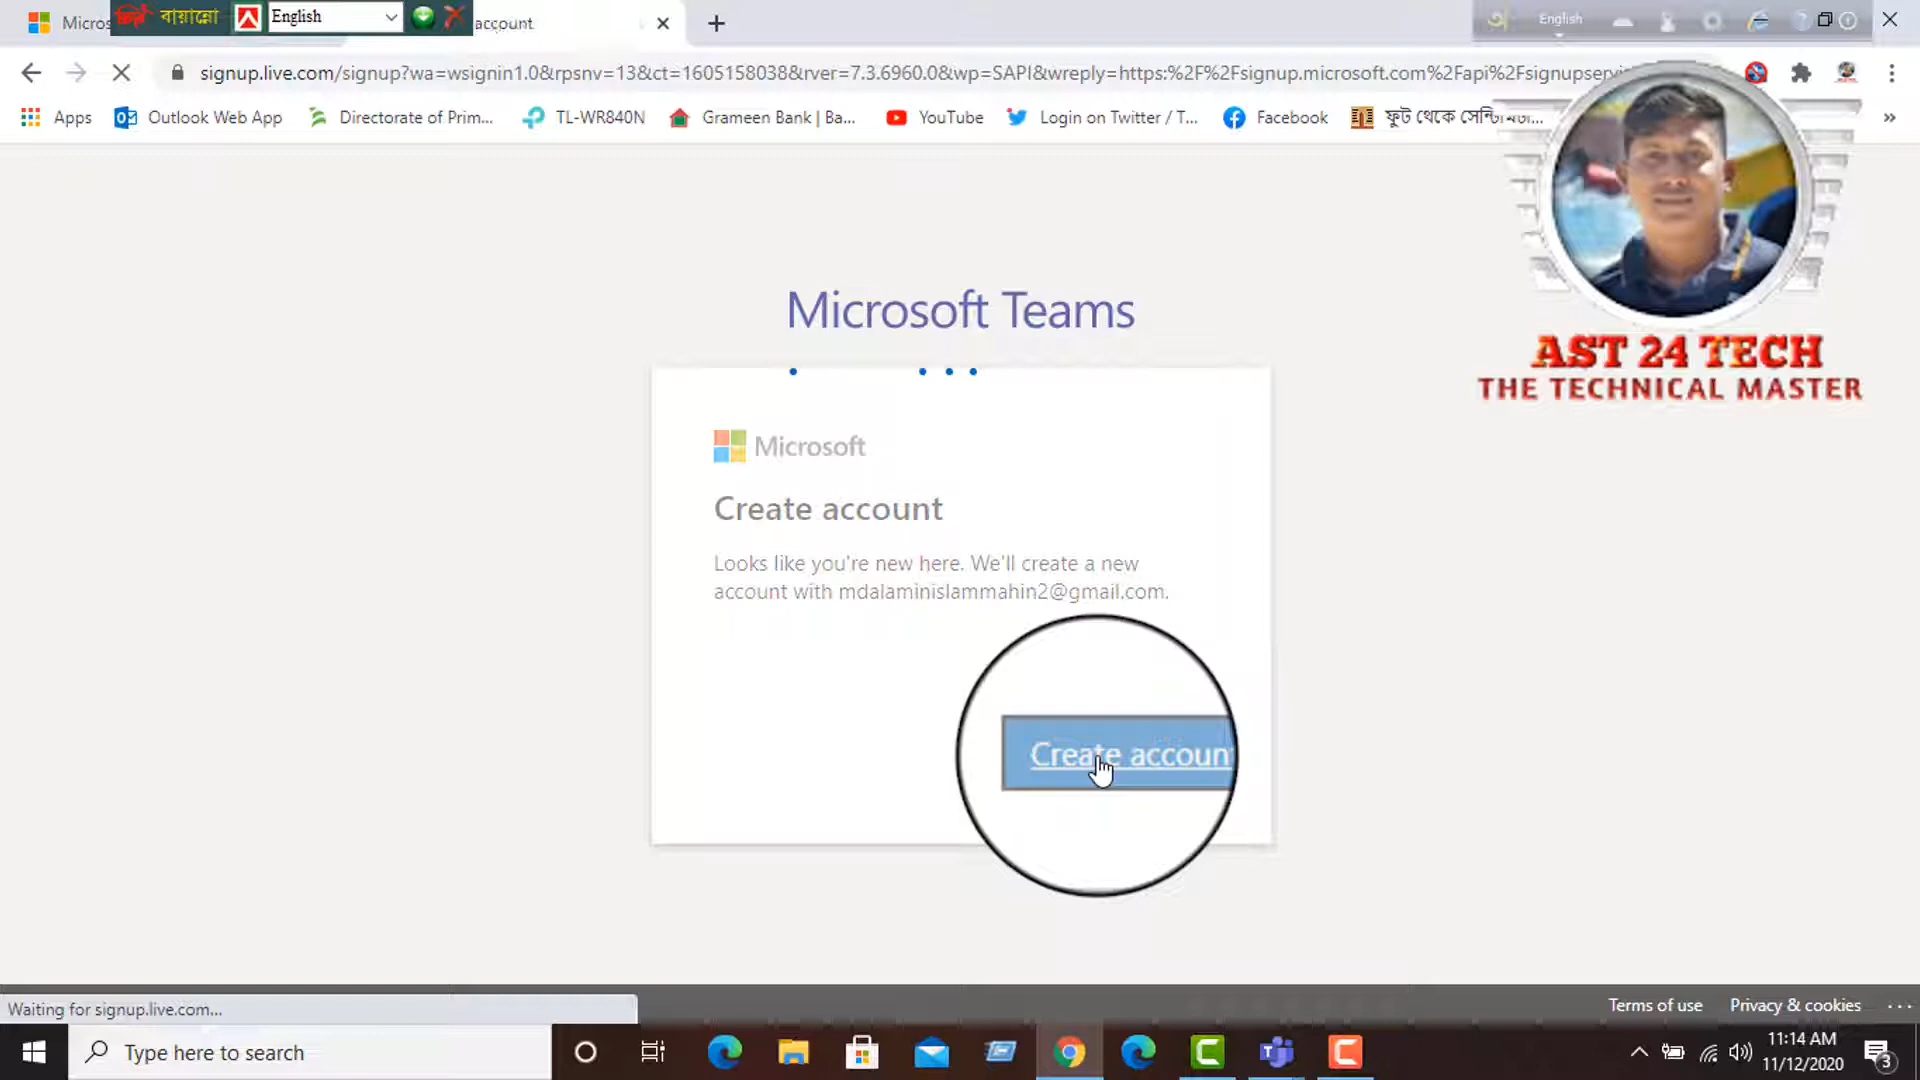 Micros
বায়ান্নো
English
account
English
signup.live.com/signup?wa=wsignin1.0&rpsnv=13&ct=1605158038&rver=7.3.6960.0&wp=SAPI&wreply=https:%2F%2Fsignup.microsoft.com%2Fapi%2Fsignupservi
Apps
Outlook Web App
Directorate of Prim...
TL-WR840N
Grameen Bank | Ba...
YouTube
Login on Twitter / T...
Facebook
ফুট থেকে
»
AST 24 TECH
THE TECHNICAL MASTER
Microsoft Teams
Microsoft
Create account
Looks like you're new here. We'll create a new
account with mdalaminislammahin2@gmail.com.
Create accoun
Waiting for signup.live.com...
Terms of use
Privacy & cookies
...
Type here to search
11:14 AM
11/12/2020
3